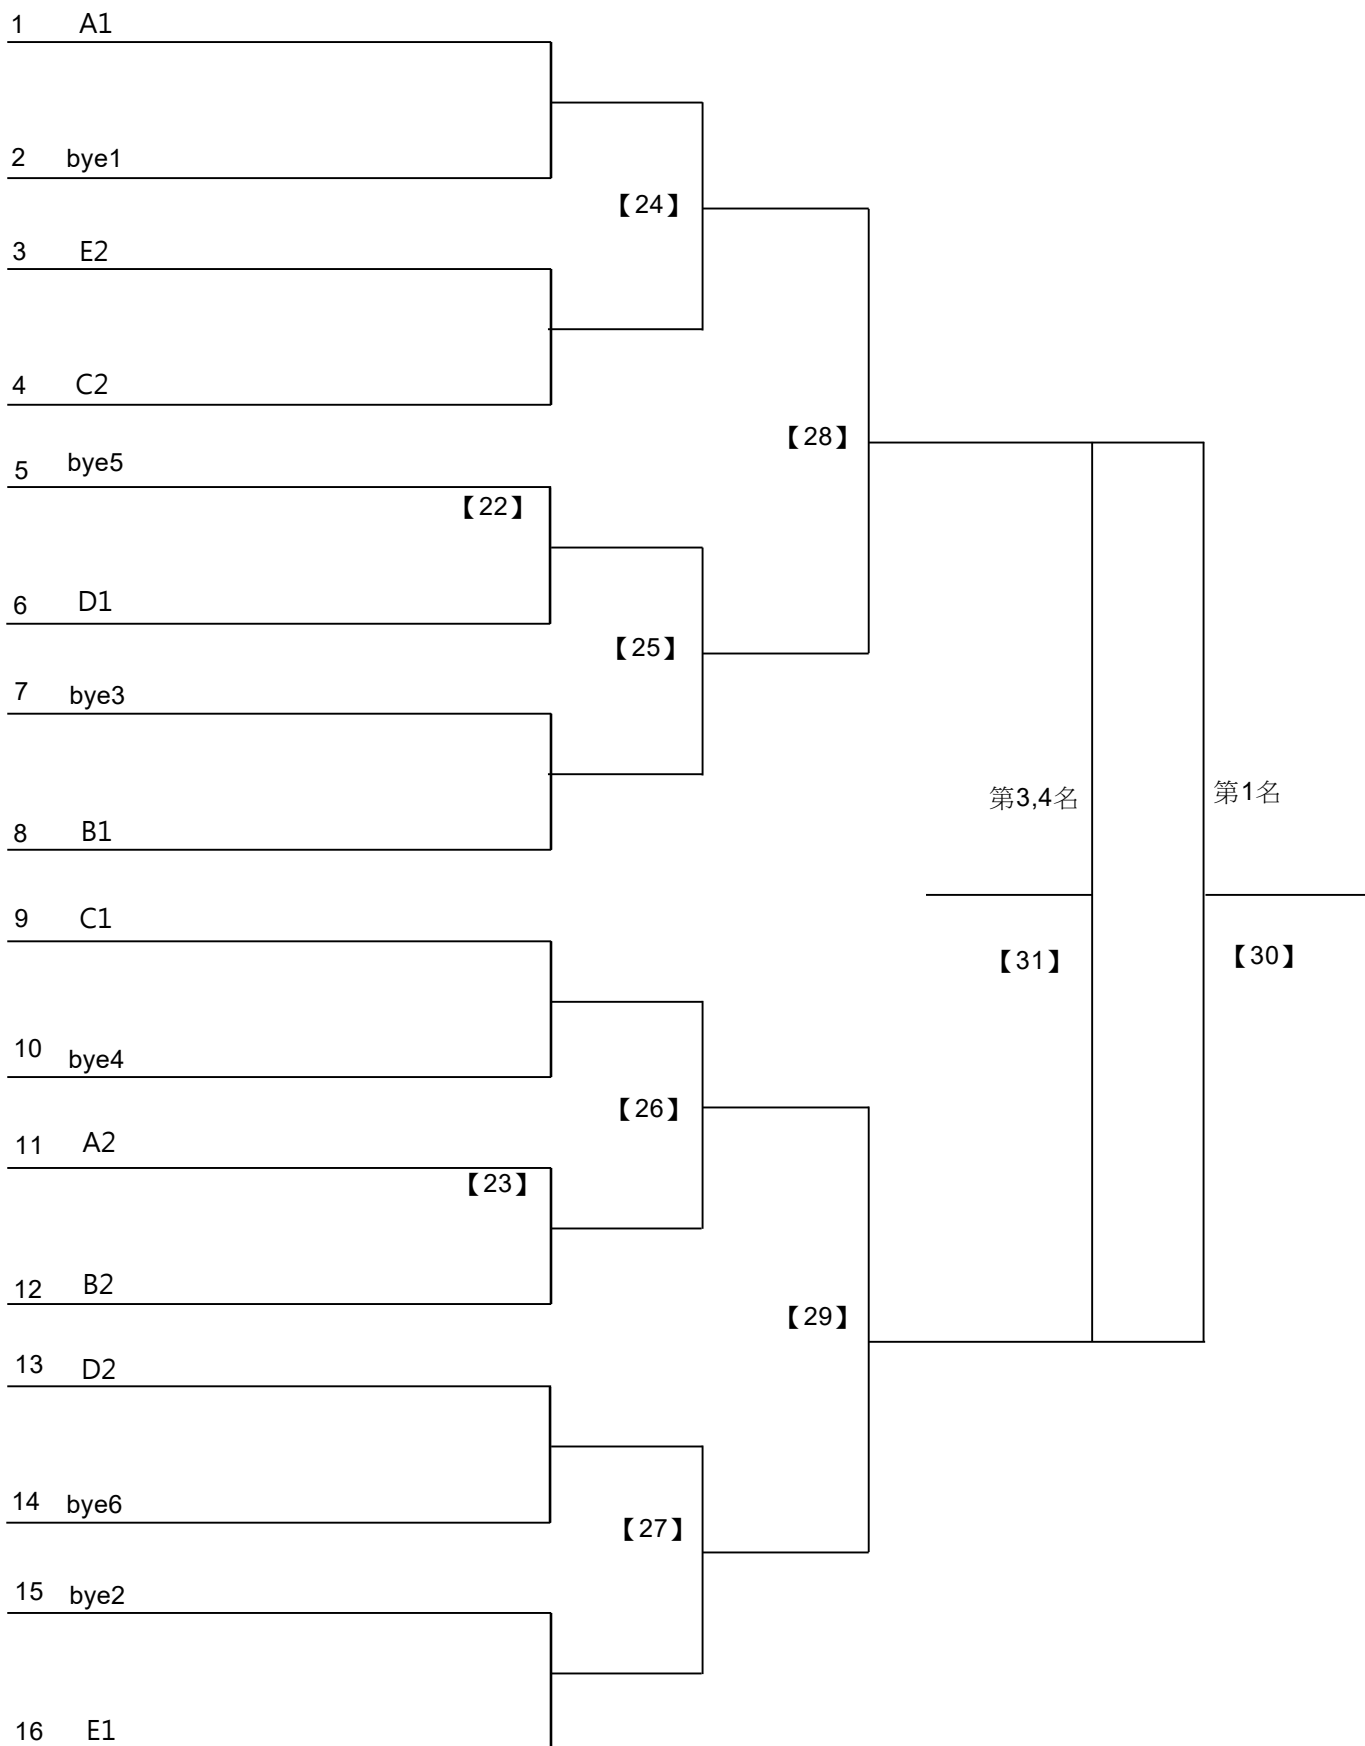 1 A1
2 bye1
【24】
3 E2
4 C2
【28】
5 bye5
【22】
6 D1
【25】
7 bye3
第3,4名
第1名
8 B1
9 C1
【31】
【30】
10 bye4
【26】
11 A2
【23】
12 B2
【29】
13 D2
14 bye6
【27】
15 bye2
16 E1